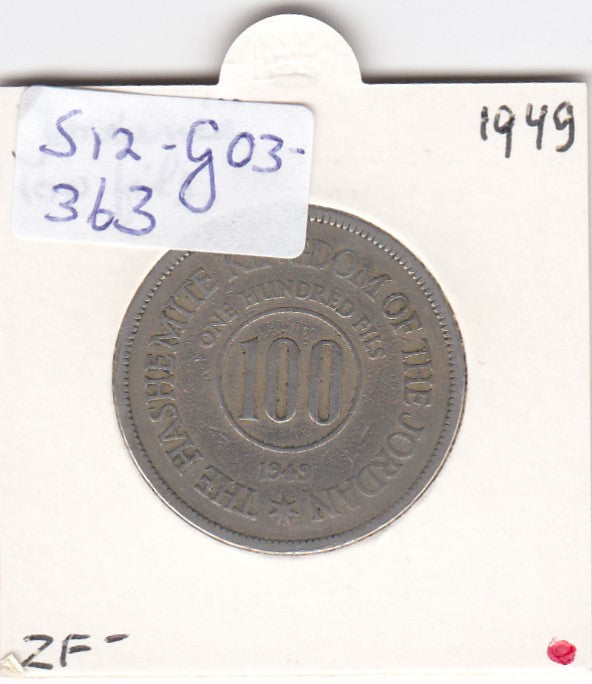 S12-G03-
363
1949
THE HASHEMITE KINGDOM OF THE JORDAN
ONE HUNDRED FILS
100
1949
ZF-